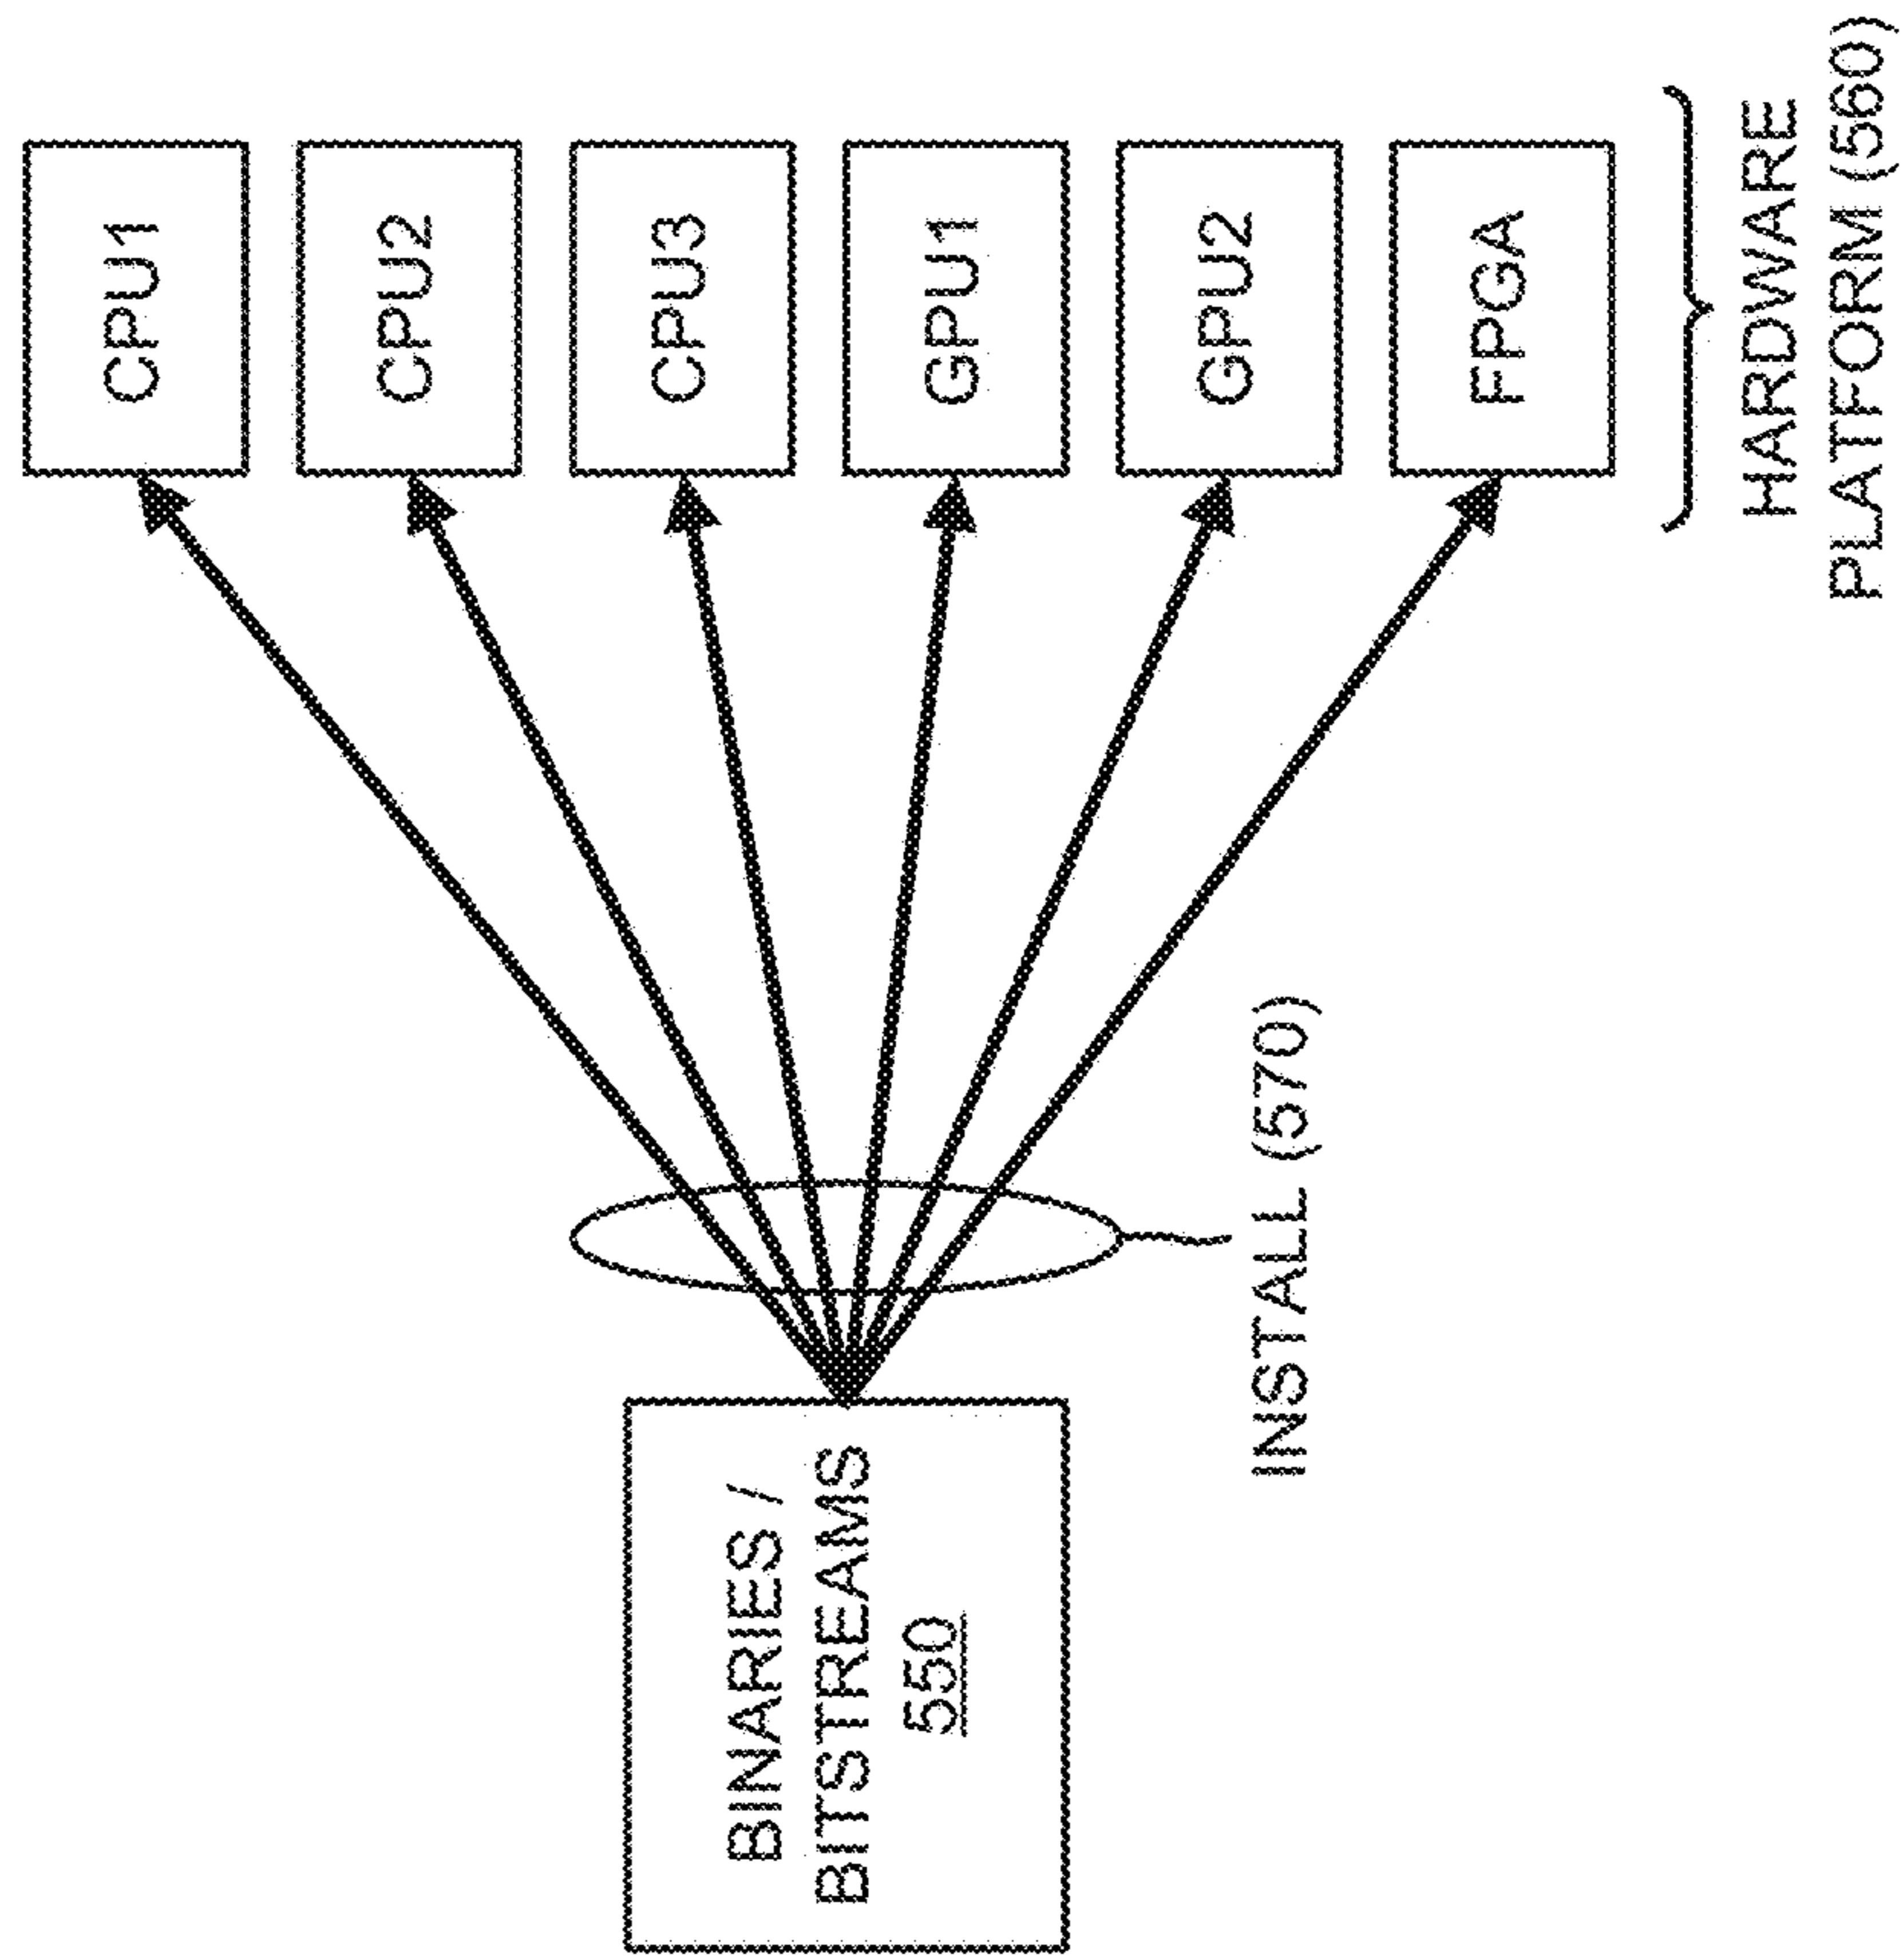 BINARIES /
BITSTREAMS
550
INSTALL (570)
CPU1
CPU2
CPU3
GPU1
GPU2
FPGA
HARDWARE
PLATFORM (560)